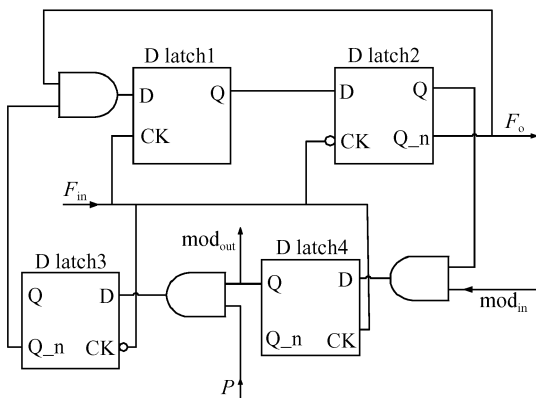 D latch1
D latch2
D
Q
CK
D
Q
CK
Q_n
F_o
F_in
mod_out
D latch3
D latch4
Q
D
Q_n
CK
Q
D
Q_n
CK
mod_in
P